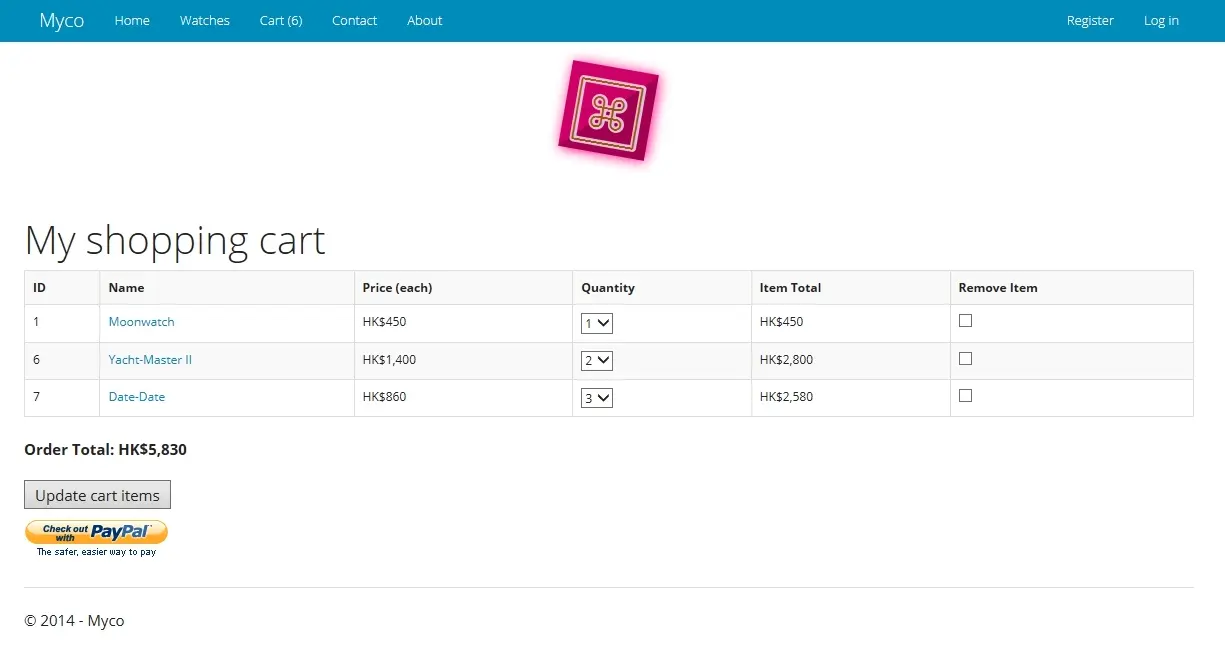 Myco Home Watches Cart (6) Contact About Register Log in
My shopping cart
ID Name Price (each) Quantity Item Total Remove Item
1 Moonwatch HK$450 1 HK$450
6 Yacht-Master II HK$1,400 2 HK$2,800
7 Date-Date HK$860 3 HK$2,580
Order Total: HK$5,830
Update cart items
Check out with PayPal™
The safer, easier way to pay
© 2014 - Myco